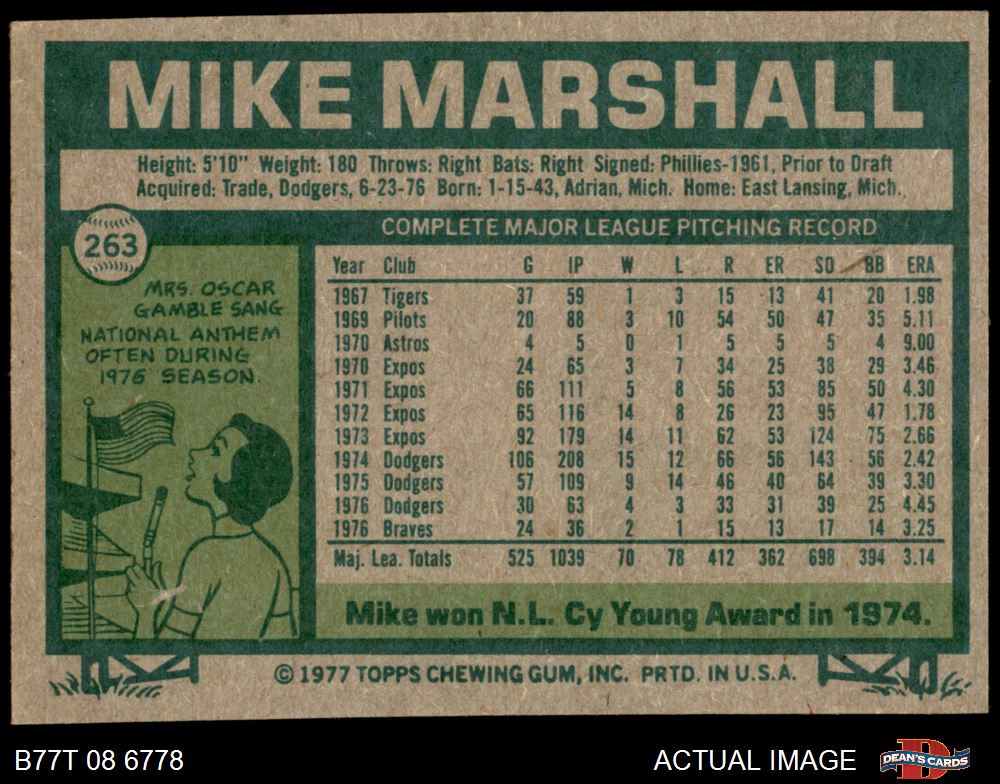 MIKE MARSHALL
Height: 5'10" Weight: 180 Throws: Right Bats: Right Signed: Phillies-1961, Prior to Draft
Acquired: Trade, Dodgers, 6-23-76 Born: 1-15-43, Adrian, Mich. Home: East Lansing, Mich.
263
MRS. OSCAR
GAMBLE SANG
NATIONAL ANTHEM
OFTEN DURING
1976 SEASON.
COMPLETE MAJOR LEAGUE PITCHING RECORD
Year Club G IP W L R ER SO BB ERA
1967 Tigers 37 59 1 3 15 13 41 20 1.98
1969 Pilots 20 88 3 10 54 50 47 35 5.11
1970 Astros 4 5 0 1 5 5 5 4 9.00
1970 Expos 24 65 3 7 34 25 38 29 3.46
1971 Expos 66 111 5 8 56 53 85 50 4.30
1972 Expos 65 116 14 8 26 23 95 47 1.78
1973 Expos 92 179 14 11 62 53 124 75 2.66
1974 Dodgers 106 208 15 12 66 56 143 56 2.42
1975 Dodgers 57 109 9 14 46 40 64 39 3.30
1976 Dodgers 30 63 4 3 33 31 39 25 4.45
1976 Braves 24 36 2 1 15 13 17 14 3.25
Maj. Lea. Totals 525 1039 70 78 412 362 698 394 3.14
Mike won N.L. Cy Young Award in 1974.
© 1977 TOPPS CHEWING GUM, INC. PRTD. IN U.S.A.
B77T 08 6778
ACTUAL IMAGE
D
DEAN'S CARDS